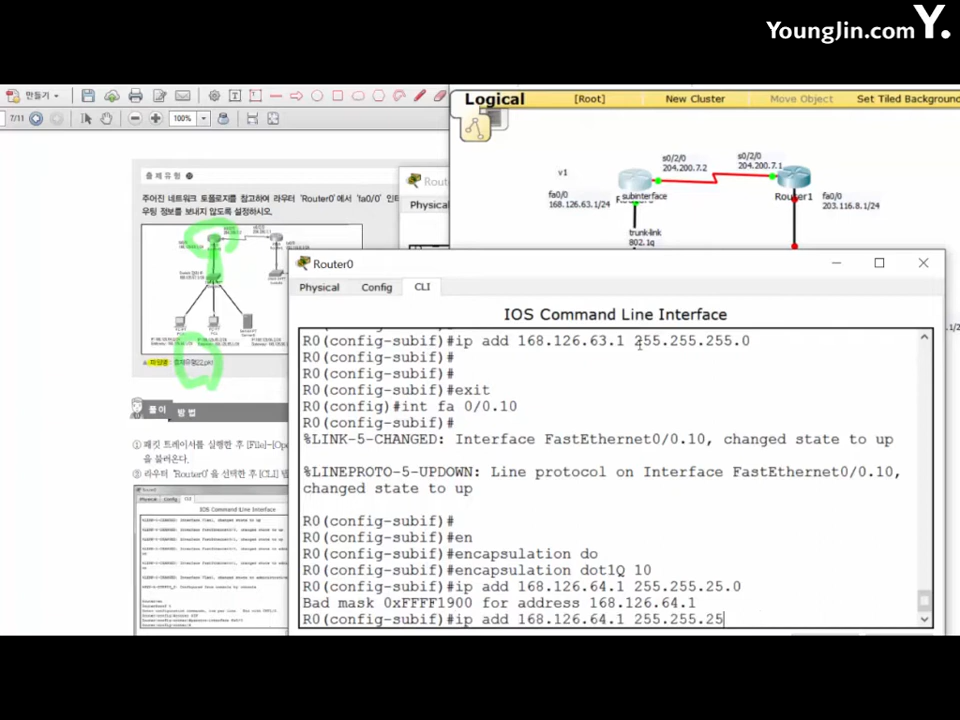 YoungJin.com Y.
만들기
Logical
[Root]
New Cluster
Move Object
Set Tiled Background
7/11
100%
출제유형
주어진 네트워크 토폴로지를 참고하여 라우터 'Router0'에서 'fa0/0' 인터
우팅 정보를 보내지 않도록 설정하시오.
v1
fa0/0
168.126.63.1/24
s0/2/0
204.200.7.2
s0/2/0
204.200.7.1
subinterface
Router1
fa0/0
203.116.8.1/24
trunk-link
802.1q
Physical
Router0
Physical
Config
CLI
IOS Command Line Interface
R0(config-subif)#ip add 168.126.63.1 255.255.255.0
R0(config-subif)#
R0(config-subif)#
R0(config-subif)#exit
R0(config)#int fa 0/0.10
R0(config-subif)#
%LINK-5-CHANGED: Interface FastEthernet0/0.10, changed state to up
%LINEPROTO-5-UPDOWN: Line protocol on Interface FastEthernet0/0.10,
changed state to up
R0(config-subif)#
R0(config-subif)#en
R0(config-subif)#encapsulation do
R0(config-subif)#encapsulation dot1Q 10
R0(config-subif)#ip add 168.126.64.1 255.255.25.0
Bad mask 0xFFFF1900 for address 168.126.64.1
R0(config-subif)#ip add 168.126.64.1 255.255.25
풀이 방법
① 패킷 트레이서를 실행한 후 [File]-[Ope
을 불러온다.
② 라우터 'Router0'을 선택한 후 [CLI] 탭
IOS Command Line Interface